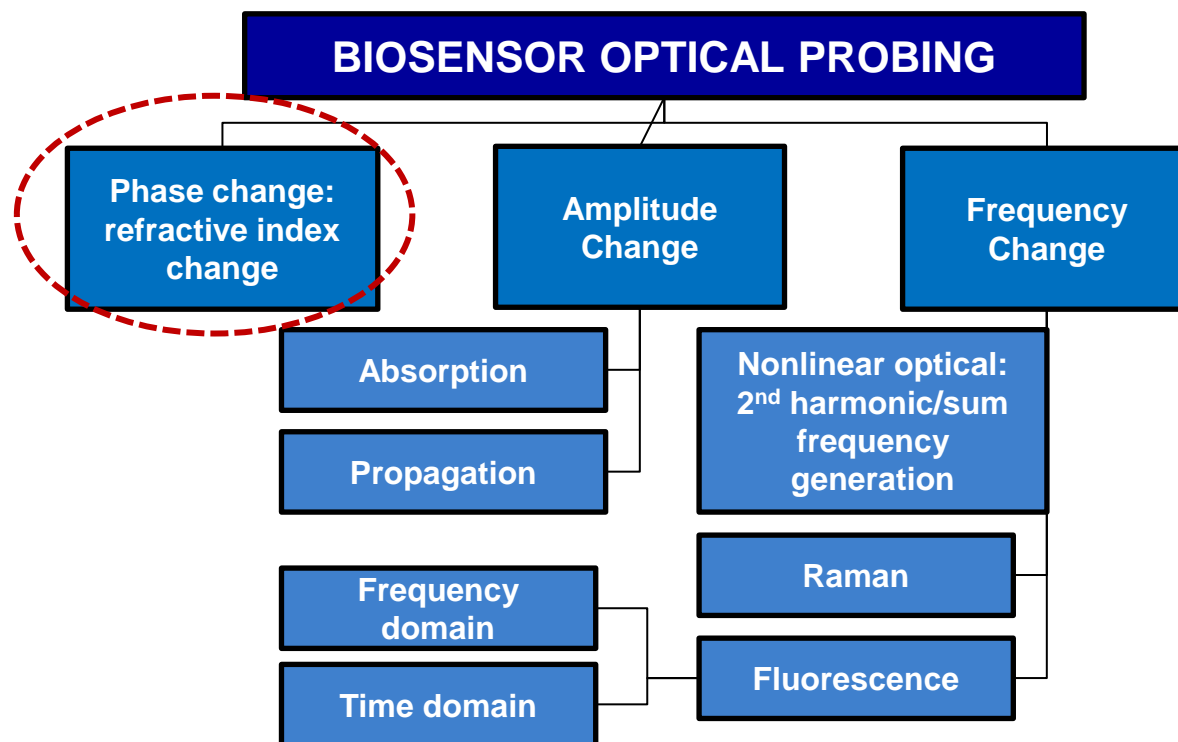 BIOSENSOR OPTICAL PROBING
Phase change:
refractive index
change
Amplitude
Change
Frequency
Change
Absorption
Propagation
Nonlinear optical:
2nd harmonic/sum
frequency
generation
Raman
Fluorescence
Frequency
domain
Time domain